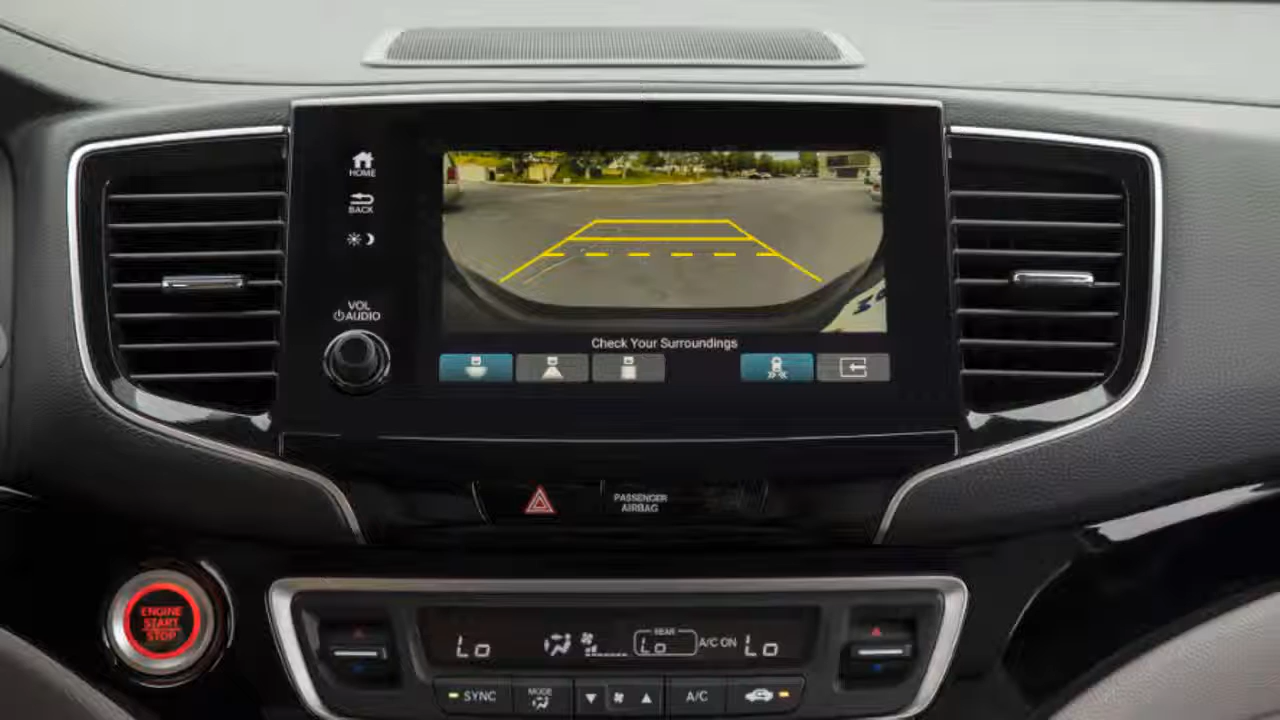 HOME
BACK
VOL
AUDIO
Check Your Surroundings
PASSENGER
AIRBAG
ENGINE
START
STOP
Lo
REAR
Lo
A/C ON
Lo
SYNC
MODE
A/C